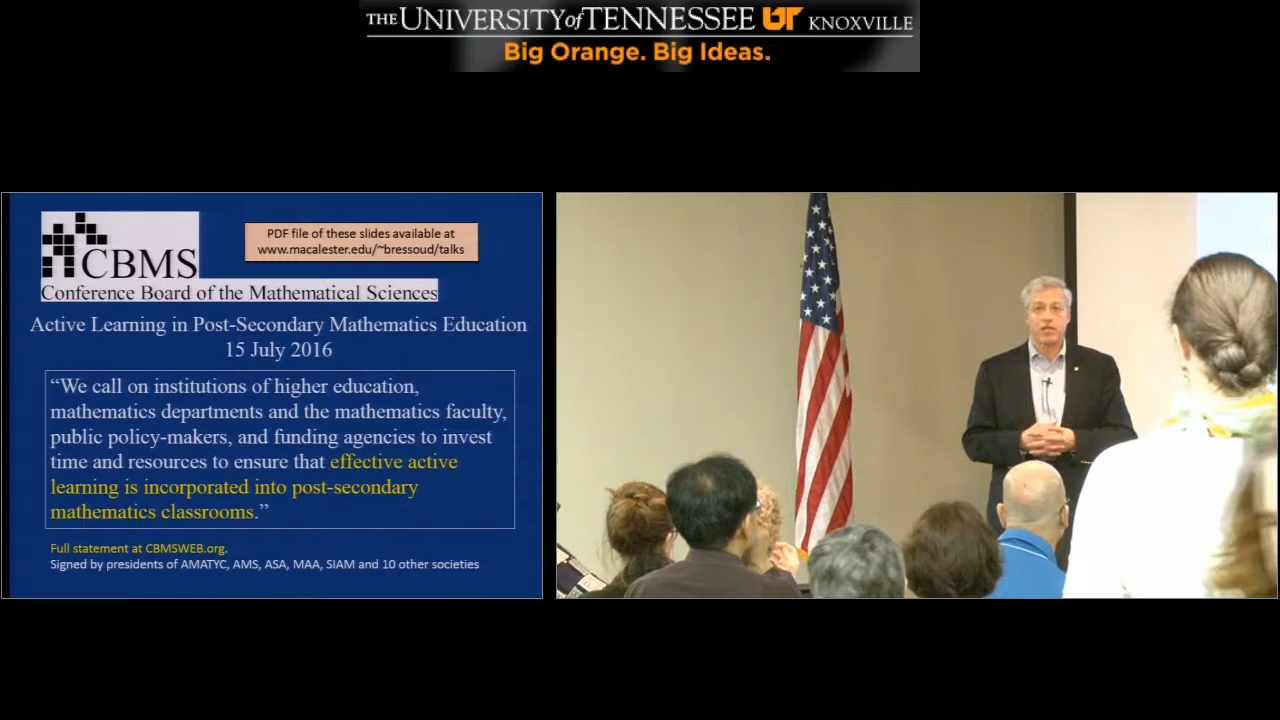 THE UNIVERSITY of TENNESSEE UT KNOXVILLE
Big Orange. Big Ideas.
CBMS
Conference Board of the Mathematical Sciences
PDF file of these slides available at
www.macalester.edu/~bressoud/talks
Active Learning in Post-Secondary Mathematics Education
15 July 2016
“We call on institutions of higher education,
mathematics departments and the mathematics faculty,
public policy-makers, and funding agencies to invest
time and resources to ensure that effective active
learning is incorporated into post-secondary
mathematics classrooms.”
Full statement at CBMSWEB.org.
Signed by presidents of AMATYC, AMS, ASA, MAA, SIAM and 10 other societies